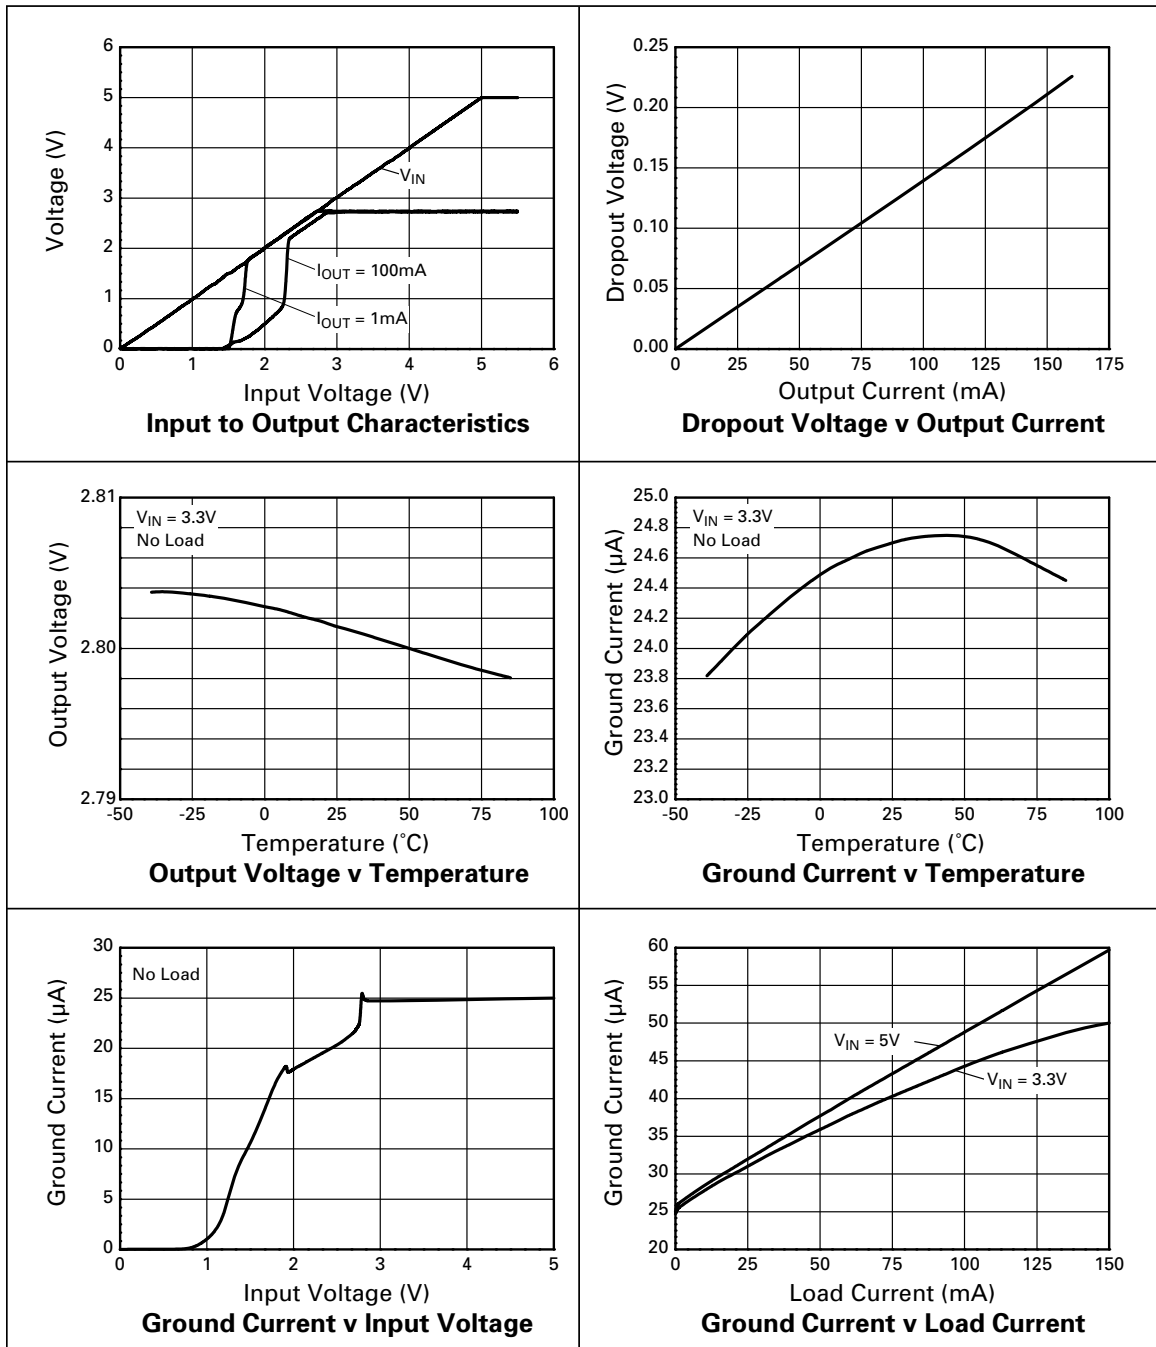 6
5
4
3
2
1
0
Voltage (V)
V_IN
I_OUT = 100mA
I_OUT = 1mA
0 1 2 3 4 5 6
Input Voltage (V)
Input to Output Characteristics
0.25
0.20
0.15
0.10
0.05
0.00
Dropout Voltage (V)
0 25 50 75 100 125 150 175
Output Current (mA)
Dropout Voltage v Output Current
2.81
2.80
2.79
Output Voltage (V)
V_IN = 3.3V
No Load
-50 -25 0 25 50 75 100
Temperature (˚C)
Output Voltage v Temperature
25.0
24.8
24.6
24.4
24.2
24.0
23.8
23.6
23.4
23.2
23.0
Ground Current (µA)
V_IN = 3.3V
No Load
-50 -25 0 25 50 75 100
Temperature (˚C)
Ground Current v Temperature
30
25
20
15
10
5
0
Ground Current (µA)
No Load
0 1 2 3 4 5
Input Voltage (V)
Ground Current v Input Voltage
60
55
50
45
40
35
30
25
20
Ground Current (µA)
V_IN = 5V
V_IN = 3.3V
0 25 50 75 100 125 150
Load Current (mA)
Ground Current v Load Current